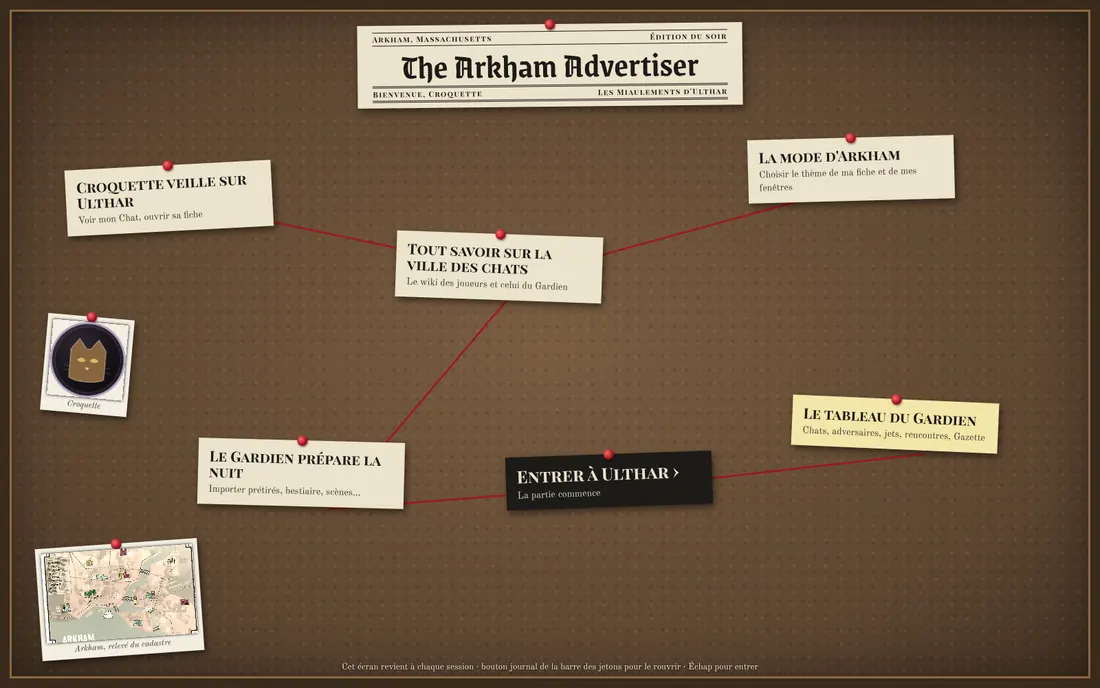 Arkham, Massachusetts
Édition du soir
The Arkham Advertiser
Bienvenue, Croquette
Les Miaulements d'Ulthar
La mode d'Arkham
Choisir le thème de ma fiche et de mes
fenêtres
Croquette veille sur
Ulthar
Voir mon Chat, ouvrir sa fiche
Tout savoir sur la
ville des chats
Le wiki des joueurs et celui du Gardien
Croquette
Le tableau du Gardien
Chats, adversaires, jets, rencontres, Gazette
Le Gardien prépare la
nuit
Importer prétirés, bestiaire, scènes...
Entrer à Ulthar ›
La partie commence
ARKHAM
Arkham, relevé du cadastre
Cet écran revient à chaque session · bouton journal de la barre des jetons pour le rouvrir · Échap pour entrer